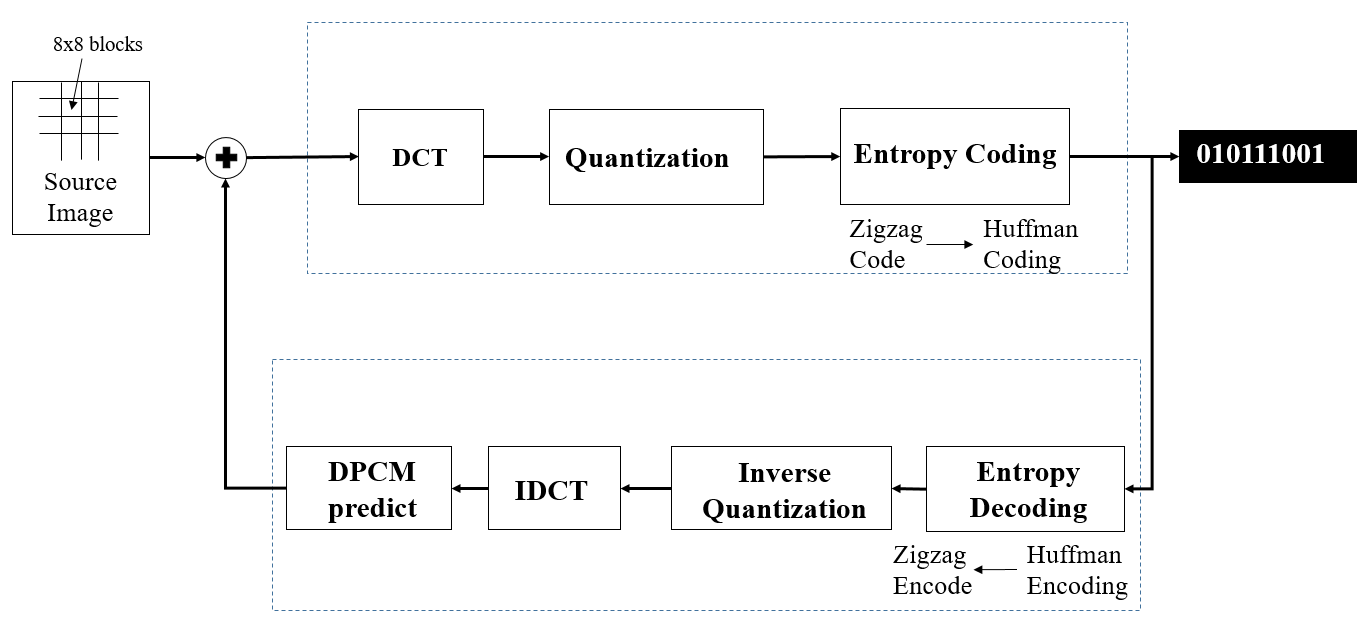 8x8 blocks
Source
Image
DCT
Quantization
Entropy Coding
010111001
Zigzag
Code
Huffman
Coding
DPCM
predict
IDCT
Inverse
Quantization
Entropy
Decoding
Zigzag
Encode
Huffman
Encoding